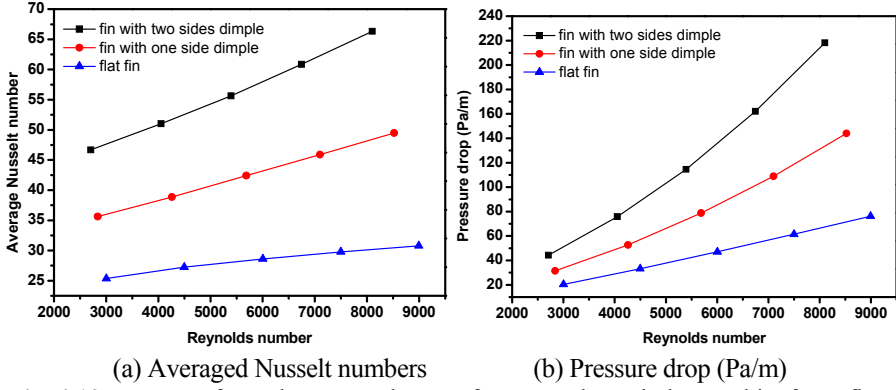 70
65
60
55
50
45
40
35
30
25
2000 3000 4000 5000 6000 7000 8000 9000
Average Nusselt number
Reynolds number
fin with two sides dimple
fin with one side dimple
flat fin
240
220
200
180
160
140
120
100
80
60
40
20
2000 3000 4000 5000 6000 7000 8000 9000
Pressure drop (Pa/m)
Reynolds number
fin with two sides dimple
fin with one side dimple
flat fin
(a) Averaged Nusselt numbers (b) Pressure drop (Pa/m)